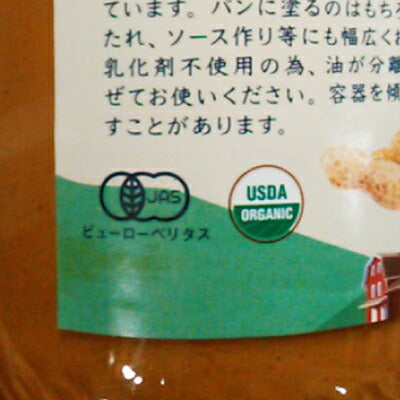 ています。パンに塗るのはもちろ
たれ、ソース作り等にも幅広く
乳化剤不使用の為、油が分離
ぜてお使いください。容器を傾
すことがあります。
JAS
ビューローベリタス
USDA
ORGANIC